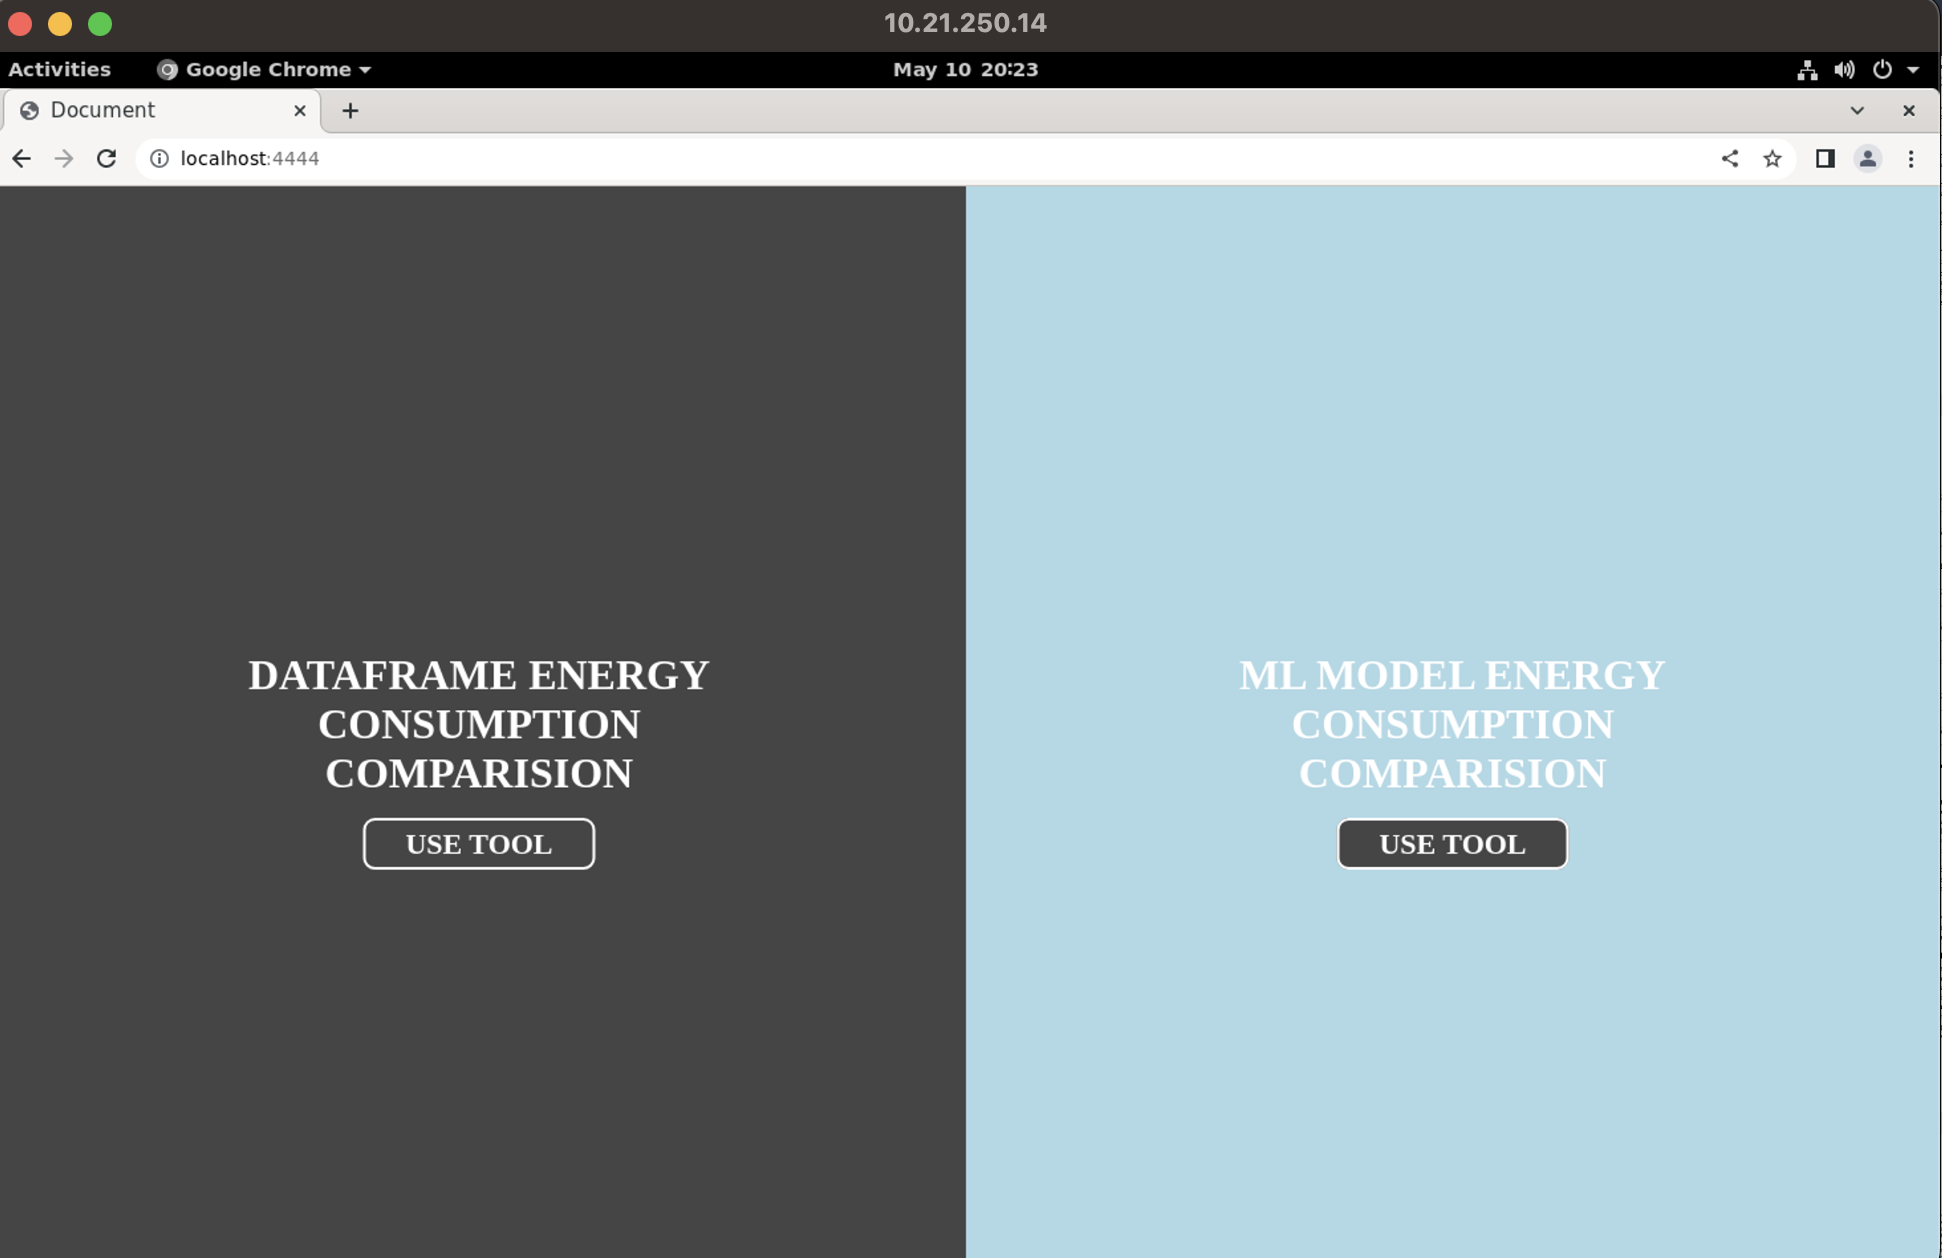 10.21.250.14
Activities Google Chrome May 10 20:23
Document
localhost:4444
DATAFRAME ENERGY
CONSUMPTION
COMPARISION
USE TOOL
ML MODEL ENERGY
CONSUMPTION
COMPARISION
USE TOOL